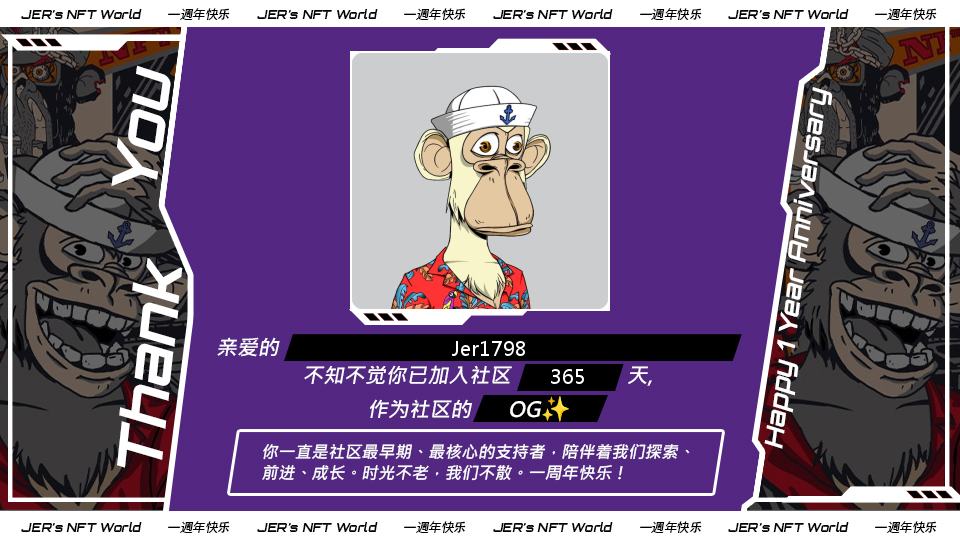 JER's NFT World 一週年快乐 JER's NFT World 一週年快乐 JER's NFT World 一週年快乐 JER's NFT World 一週年快乐
Thank You
亲爱的 Jer1798
不知不觉你已加入社区 365 天,
作为社区的 OG✨
你一直是社区最早期、最核心的支持者，陪伴着我们探索、
前进、成长。时光不老，我们不散。一周年快乐！
Happy 1 Year Anniversary
JER's NFT World 一週年快乐 JER's NFT World 一週年快乐 JER's NFT World 一週年快乐 JER's NFT World 一週年快乐